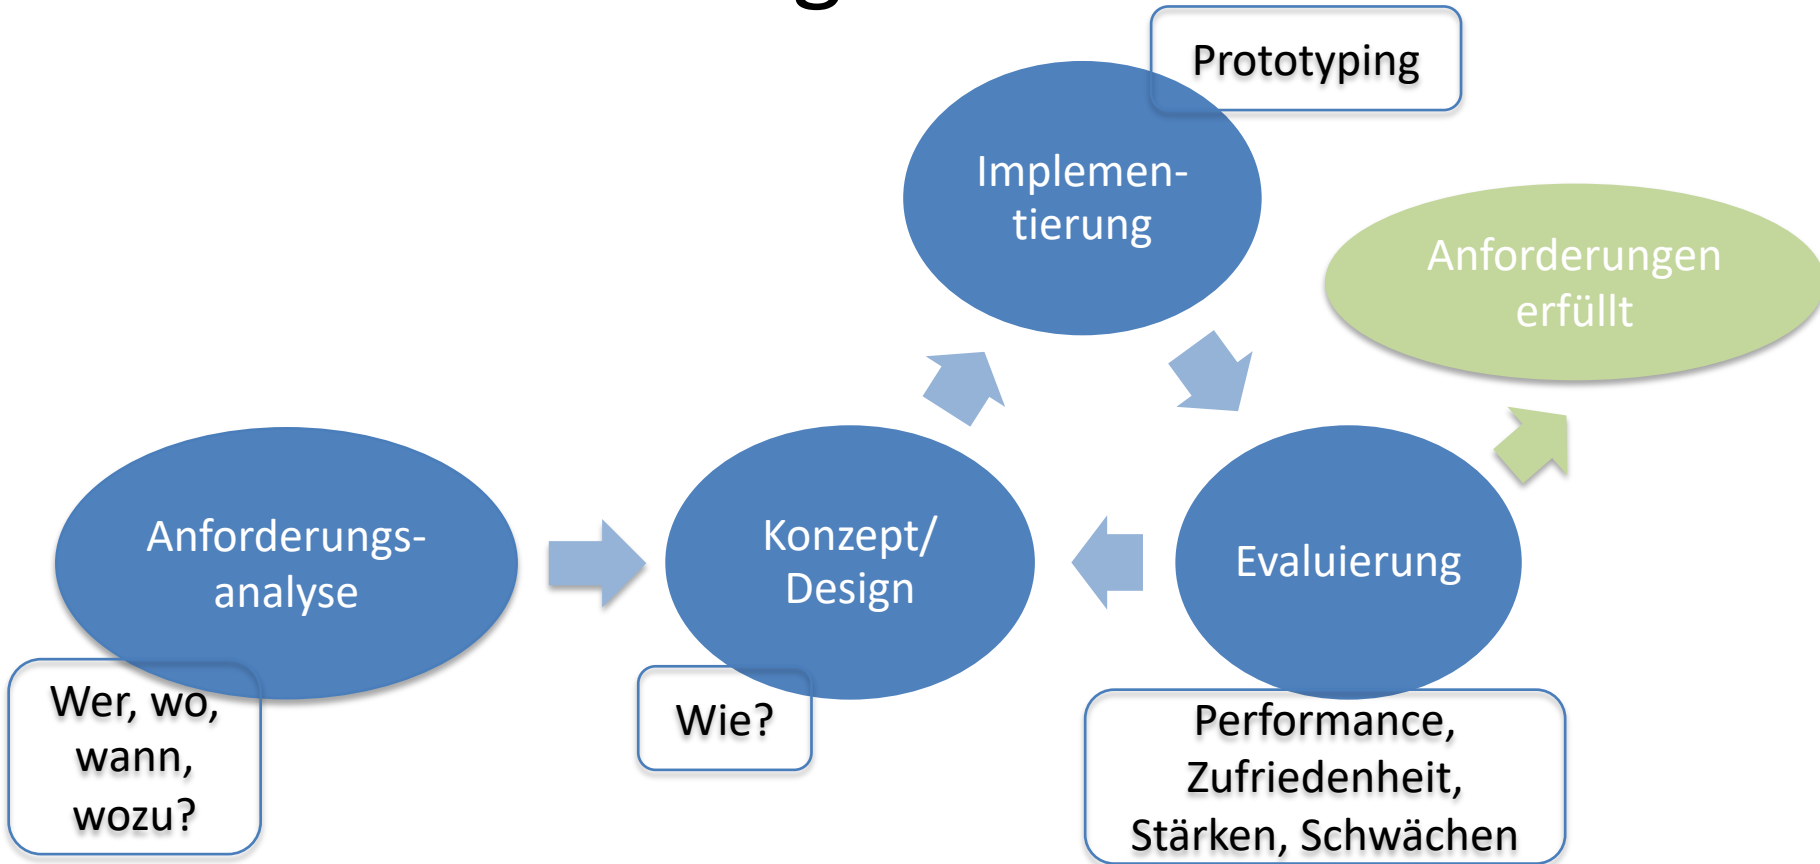 Prototyping
Implemen-
tierung
Anforderungen
erfüllt
Anforderungs-
analyse
Konzept/
Design
Evaluierung
Wer, wo,
wann,
wozu?
Wie?
Performance,
Zufriedenheit,
Stärken, Schwächen